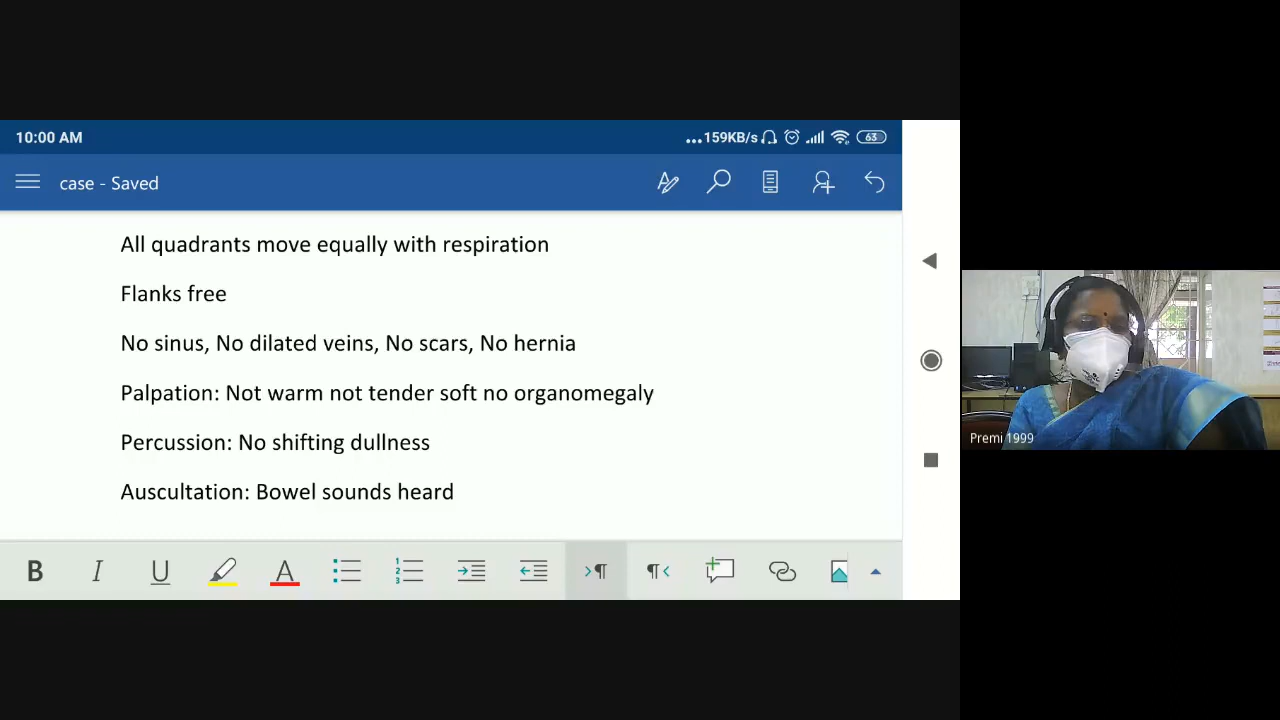 10:00 AM
...159KB/s
63
case - Saved
All quadrants move equally with respiration
Flanks free
No sinus, No dilated veins, No scars, No hernia
Palpation: Not warm not tender soft no organomegaly
Percussion: No shifting dullness
Auscultation: Bowel sounds heard
B I U A
Premi 1999